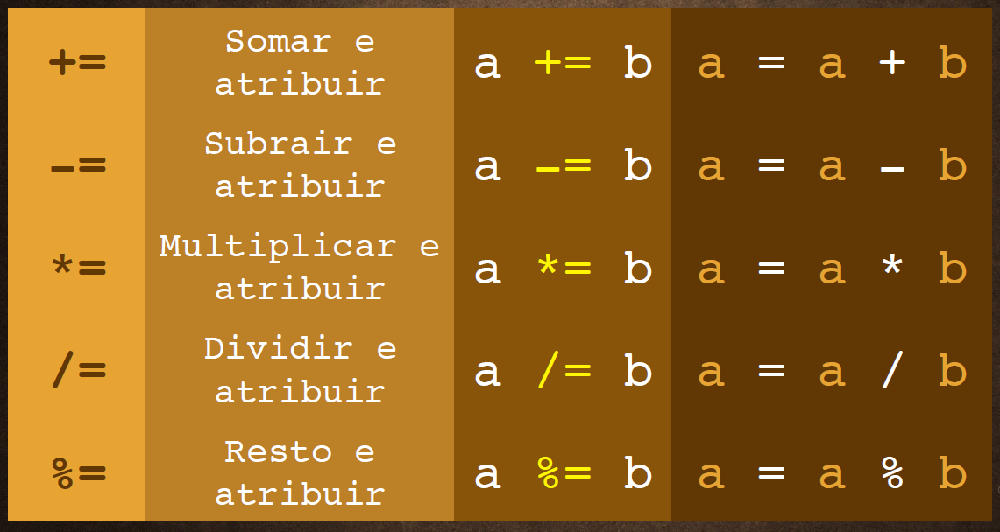 += Somar e atribuir a += b a = a + b
-= Subrair e atribuir a -= b a = a - b
*= Multiplicar e atribuir a *= b a = a * b
/= Dividir e atribuir a /= b a = a / b
%= Resto e atribuir a %= b a = a % b